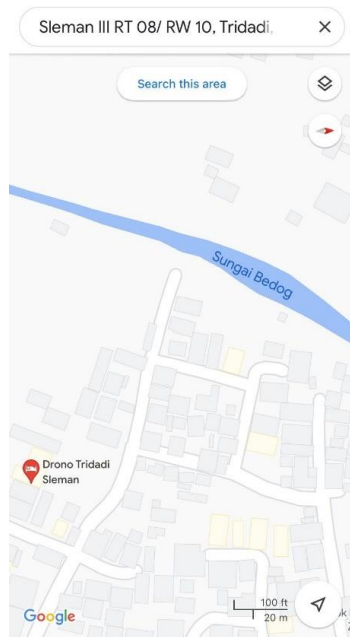 Sleman III RT 08/ RW 10, Tridadi,
Search this area
Sungai Bedog
Drono Tridadi
Sleman
100 ft
20 m
Google